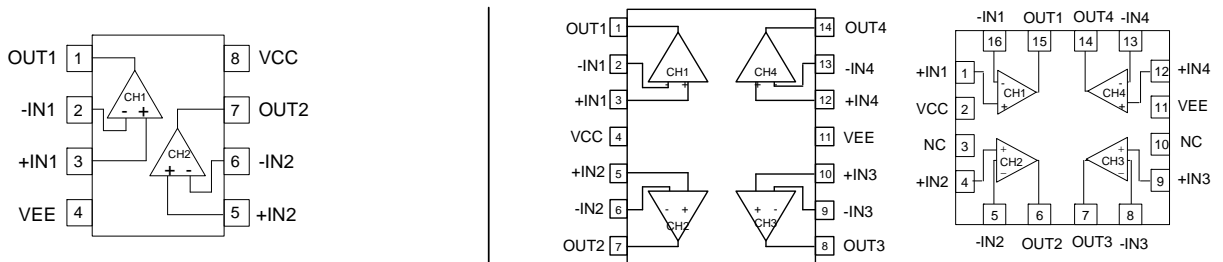 OUT1 1 8 VCC
CH1
-IN1 2 - + 7 OUT2
CH2
+IN1 3 + - 6 -IN2
VEE 4 5 +IN2
OUT1 1 14 OUT4
-IN1 2 CH1 CH4 13 -IN4
- + + -
+IN1 3 12 +IN4
VCC 4 11 VEE
+IN2 5 10 +IN3
-IN2 6 - + + - 9 -IN3
CH2 CH3
OUT2 7 8 OUT3
-IN1 OUT1 OUT4 -IN4
16 15 14 13
+IN1 1 - CH1 + - CH4 + 12 +IN4
VCC 2 11 VEE
NC 3 10 NC
+IN2 4 + CH2 - + CH3 - 9 +IN3
5 6 7 8
-IN2 OUT2 OUT3 -IN3